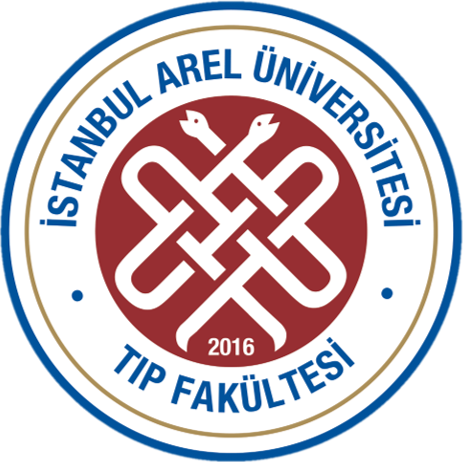 İSTANBUL AREL ÜNİVERSİTESİ
2016
TIP FAKÜLTESİ